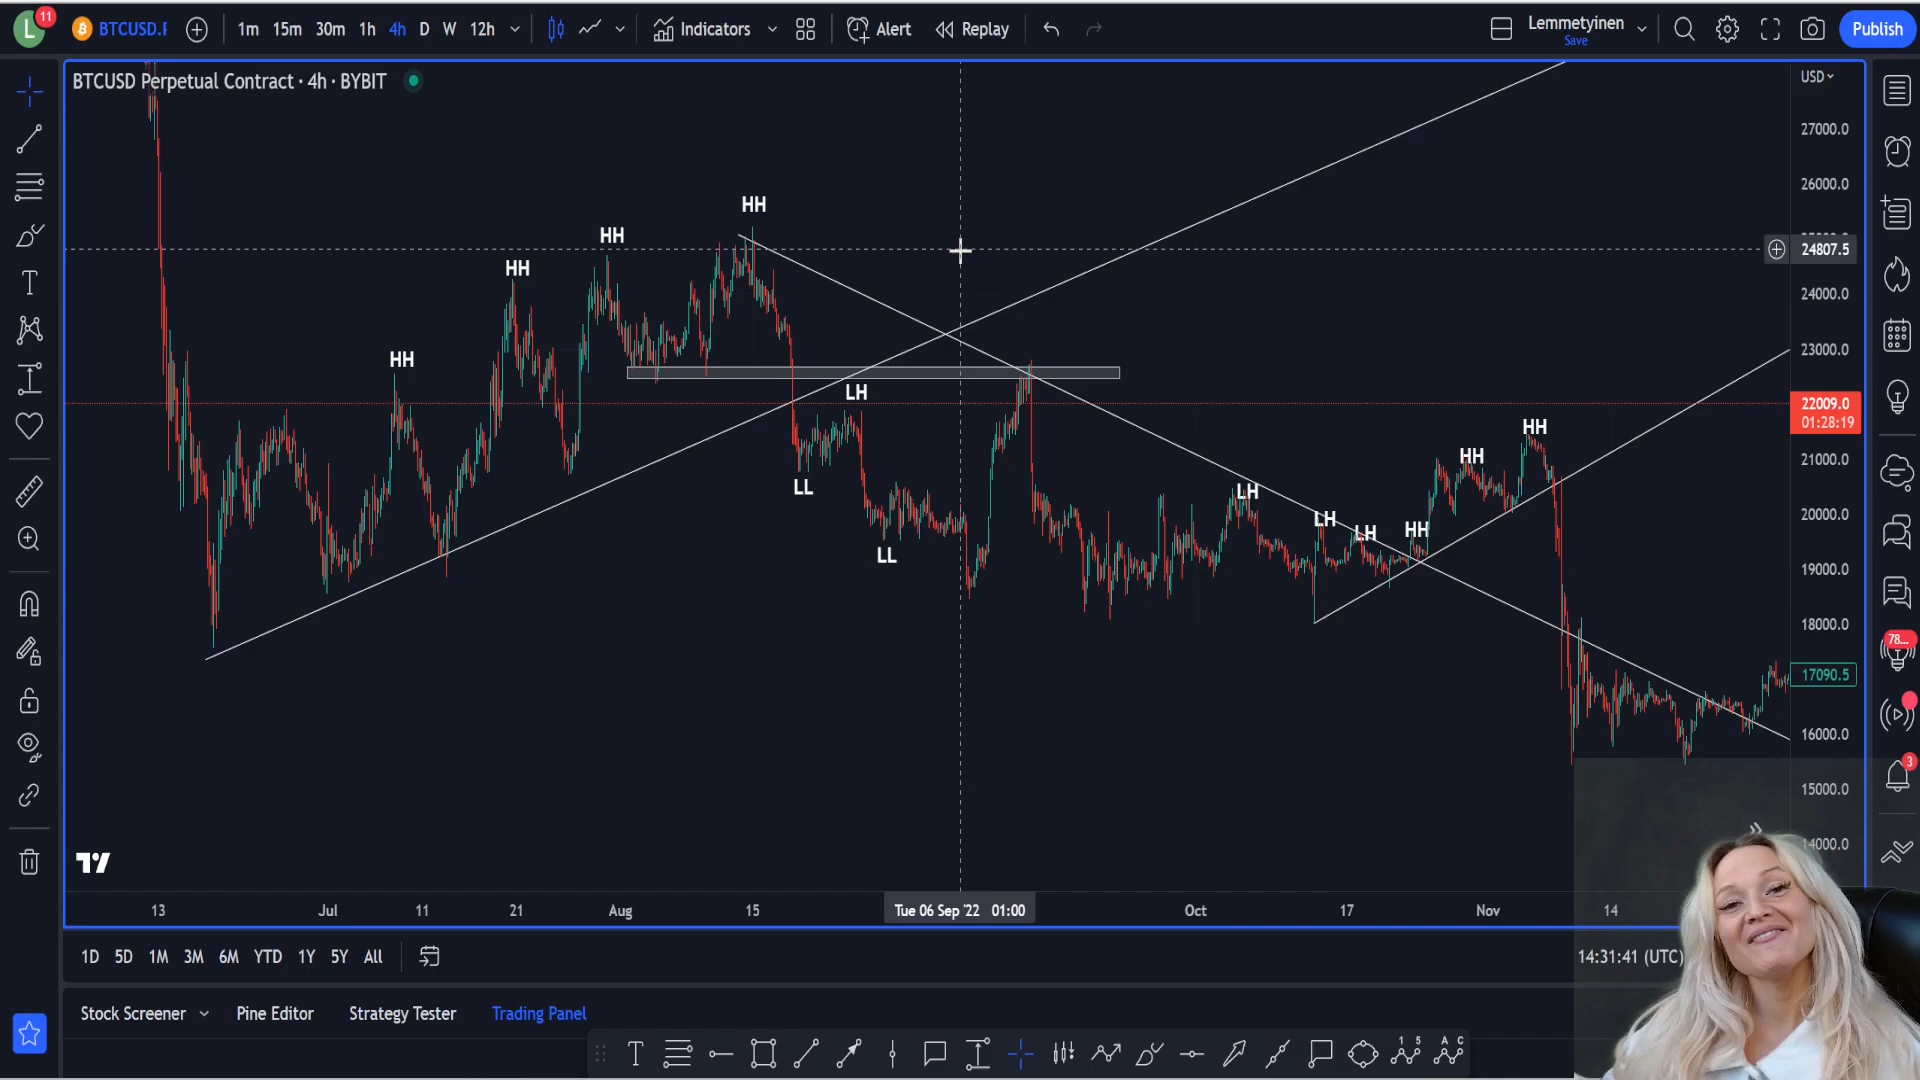 L 11 BTCUSD.F 1m 15m 30m 1h 4h D W 12h Indicators Alert Replay Lemmetyinen Save Publish
BTCUSD Perpetual Contract · 4h · BYBIT
USD
27000.0
26000.0
HH
HH
24807.5
HH
24000.0
HH
23000.0
LH
22009.0
01:28:19
HH
HH
21000.0
LL
LH
LH
LH
HH
20000.0
LL
19000.0
18000.0
78...
17090.5
16000.0
3
15000.0
14000.0
13 Jul 11 21 Aug 15 Tue 06 Sep '22 01:00 Oct 17 Nov 14
1D 5D 1M 3M 6M YTD 1Y 5Y All 14:31:41 (UTC)
Stock Screener Pine Editor Strategy Tester Trading Panel